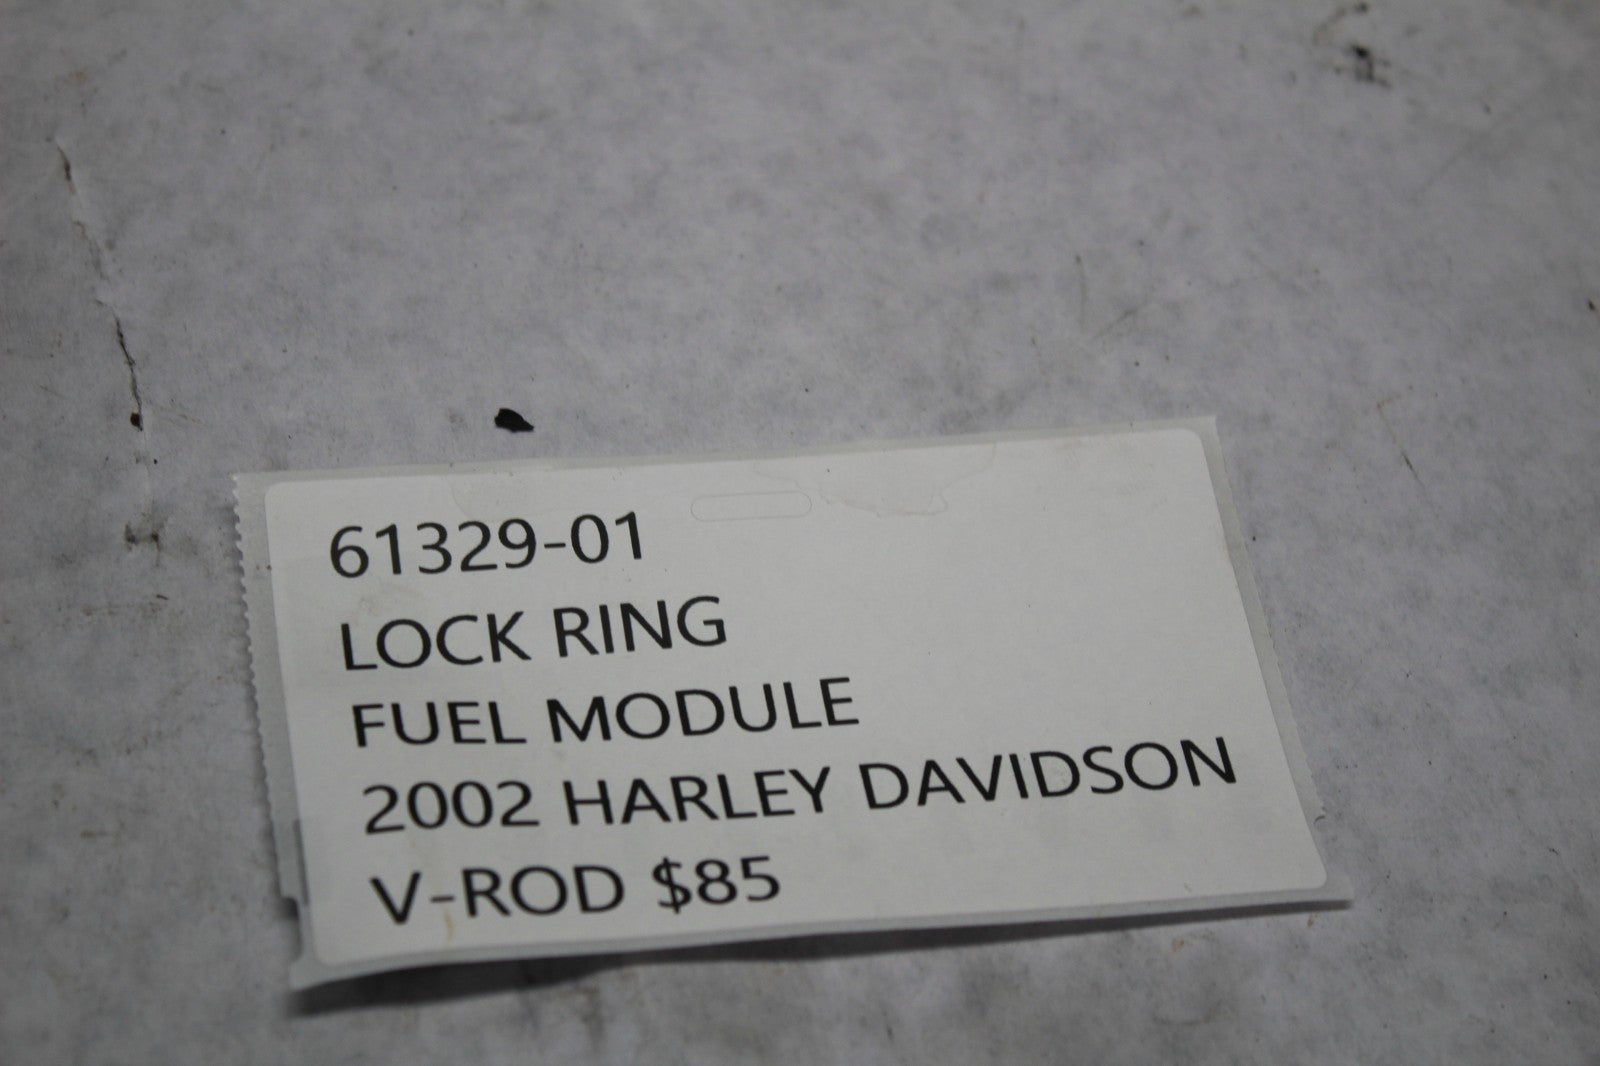 61329-01
LOCK RING
FUEL MODULE
2002 HARLEY DAVIDSON
V-ROD $85